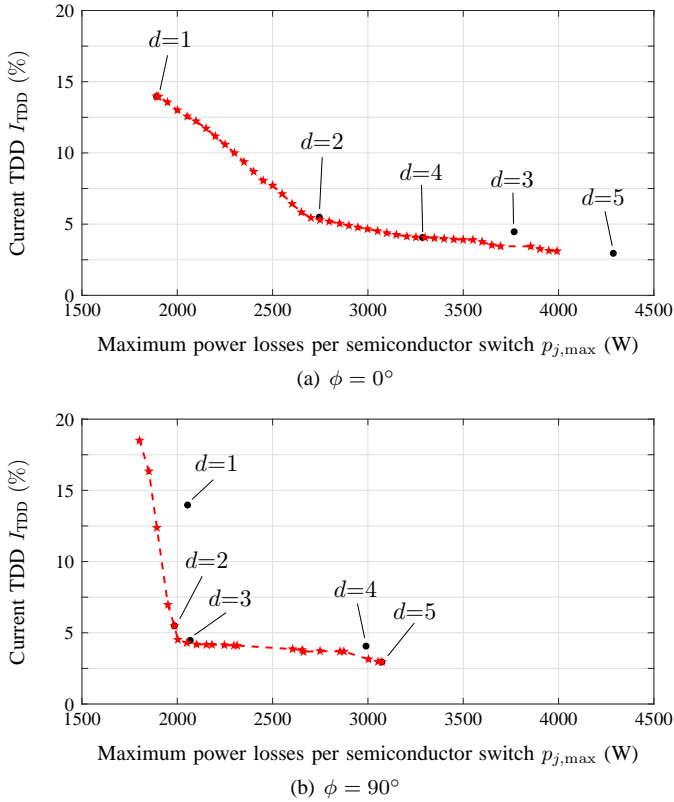 20
15
10
5
0
1500 2000 2500 3000 3500 4000 4500
Current TDD I_TDD (%)
d=1
d=2
d=4
d=3
d=5
Maximum power losses per semiconductor switch p_j,max (W)
(a) ϕ = 0°
20
15
10
5
0
1500 2000 2500 3000 3500 4000 4500
Current TDD I_TDD (%)
d=1
d=2
d=3
d=4
d=5
Maximum power losses per semiconductor switch p_j,max (W)
(b) ϕ = 90°